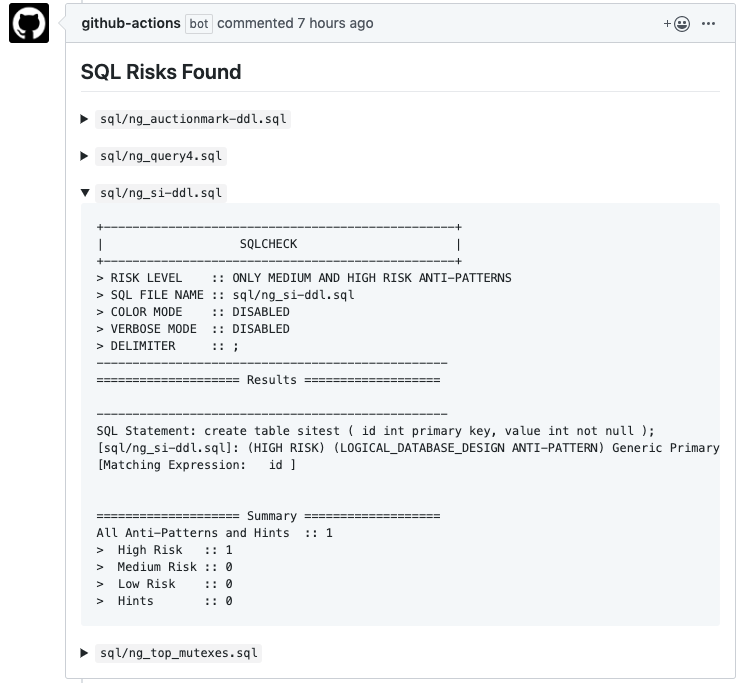 github-actions bot commented 7 hours ago
SQL Risks Found
sql/ng_auctionmark-ddl.sql
sql/ng_query4.sql
sql/ng_si-ddl.sql
+-------------------------------------------------+
|                   SQLCHECK                      |
+-------------------------------------------------+
> RISK LEVEL    :: ONLY MEDIUM AND HIGH RISK ANTI-PATTERNS
> SQL FILE NAME :: sql/ng_si-ddl.sql
> COLOR MODE    :: DISABLED
> VERBOSE MODE  :: DISABLED
> DELIMITER     :: ;
-------------------------------------------------
==================== Results ===================
-------------------------------------------------
SQL Statement: create table sitest ( id int primary key, value int not null );
[sql/ng_si-ddl.sql]: (HIGH RISK) (LOGICAL_DATABASE_DESIGN ANTI-PATTERN) Generic Primary
[Matching Expression:   id ]
==================== Summary ===================
All Anti-Patterns and Hints  :: 1
>  High Risk   :: 1
>  Medium Risk :: 0
>  Low Risk    :: 0
>  Hints       :: 0
sql/ng_top_mutexes.sql